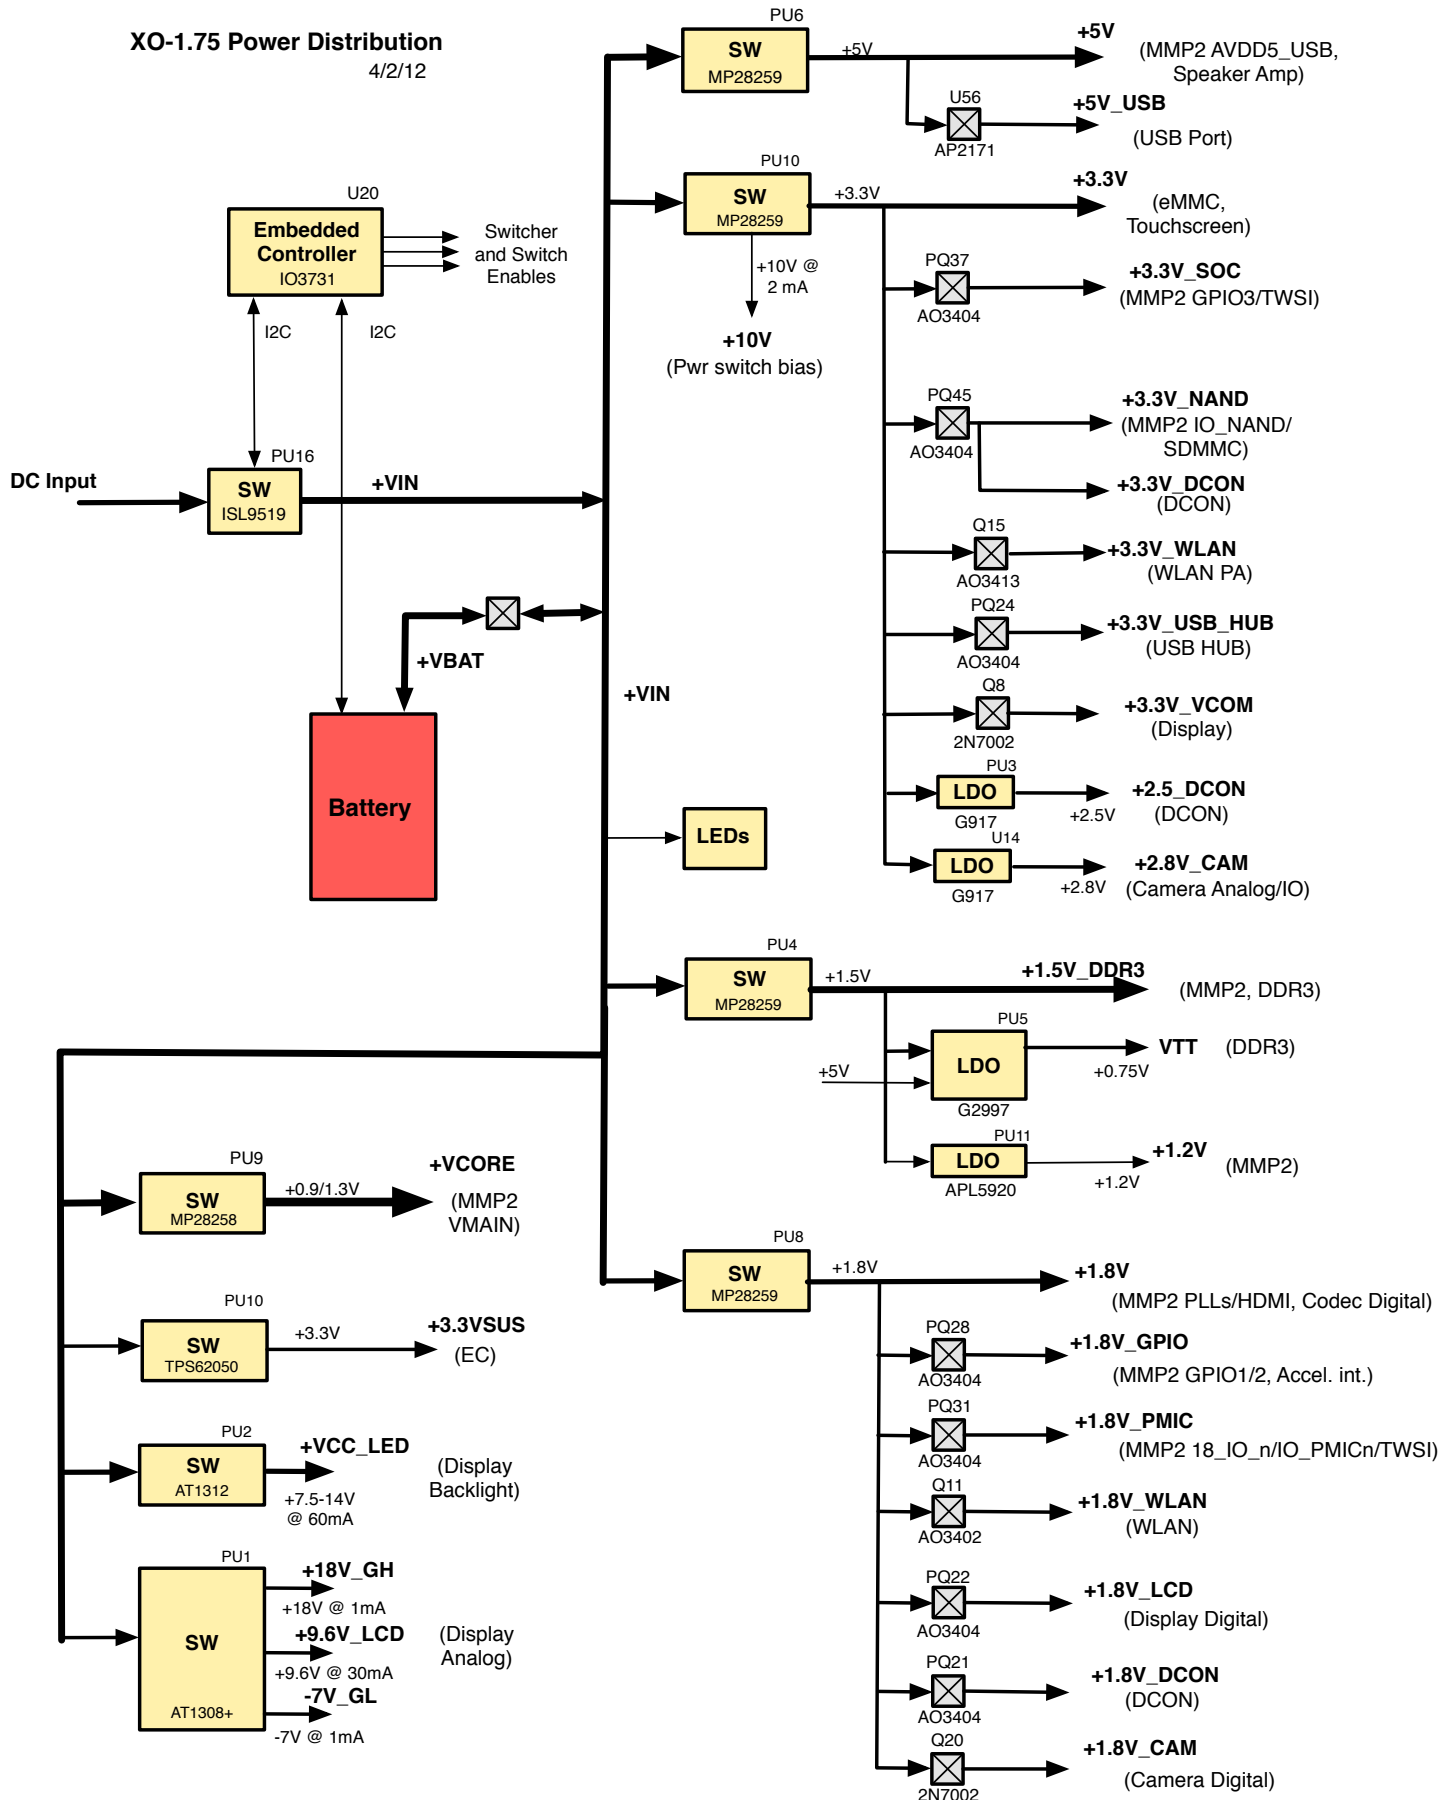 XO-1.75 Power Distribution
4/2/12
PU6
SW
MP28259
+5V
+5V
(MMP2 AVDD5_USB,
Speaker Amp)
U56
AP2171
+5V_USB
(USB Port)
PU10
SW
MP28259
+3.3V
+3.3V
(eMMC,
Touchscreen)
+10V @
2 mA
+10V
(Pwr switch bias)
U20
Embedded
Controller
IO3731
Switcher
and Switch
Enables
I2C
I2C
PQ37
AO3404
+3.3V_SOC
(MMP2 GPIO3/TWSI)
PQ45
AO3404
+3.3V_NAND
(MMP2 IO_NAND/
SDMMC)
+3.3V_DCON
(DCON)
DC Input
PU16
SW
ISL9519
+VIN
Q15
AO3413
+3.3V_WLAN
(WLAN PA)
PQ24
AO3404
+3.3V_USB_HUB
(USB HUB)
+VBAT
+VIN
Q8
2N7002
+3.3V_VCOM
(Display)
Battery
PU3
LDO
G917
+2.5V
+2.5_DCON
(DCON)
LEDs
U14
LDO
G917
+2.8V
+2.8V_CAM
(Camera Analog/IO)
PU4
SW
MP28259
+1.5V
+1.5V_DDR3
(MMP2, DDR3)
PU5
LDO
G2997
+5V
+0.75V
VTT
(DDR3)
PU11
LDO
APL5920
+1.2V
+1.2V
(MMP2)
PU9
SW
MP28258
+0.9/1.3V
+VCORE
(MMP2
VMAIN)
PU8
SW
MP28259
+1.8V
+1.8V
(MMP2 PLLs/HDMI, Codec Digital)
PU10
SW
TPS62050
+3.3V
+3.3VSUS
(EC)
PQ28
AO3404
+1.8V_GPIO
(MMP2 GPIO1/2, Accel. int.)
PQ31
AO3404
+1.8V_PMIC
(MMP2 18_IO_n/IO_PMICn/TWSI)
PU2
SW
AT1312
+VCC_LED
+7.5-14V
@ 60mA
(Display
Backlight)
Q11
AO3402
+1.8V_WLAN
(WLAN)
PU1
SW
AT1308+
+18V_GH
+18V @ 1mA
+9.6V_LCD
+9.6V @ 30mA
-7V_GL
-7V @ 1mA
(Display
Analog)
PQ22
AO3404
+1.8V_LCD
(Display Digital)
PQ21
AO3404
+1.8V_DCON
(DCON)
Q20
2N7002
+1.8V_CAM
(Camera Digital)